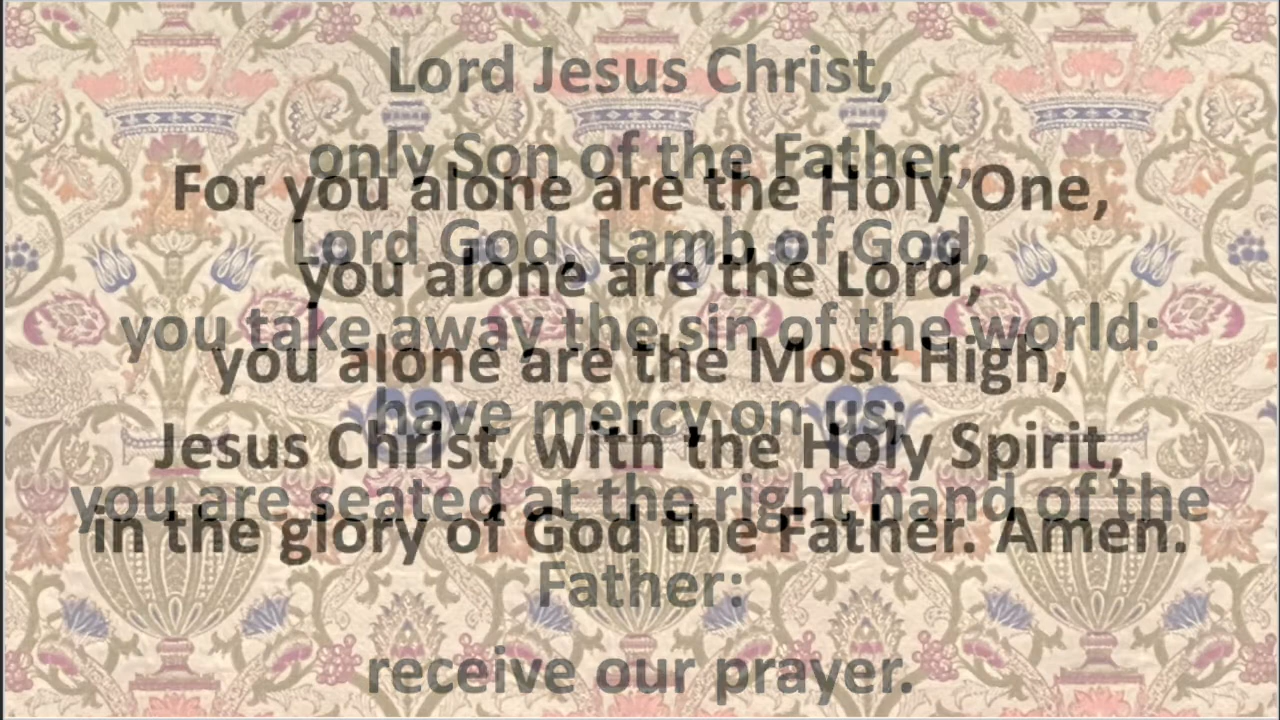 Lord Jesus Christ,
only Son of the Father,
Lord God, Lamb of God,
you take away the sin of the world:
have mercy on us;
you are seated at the right hand of the
Father:
receive our prayer.
For you alone are the Holy One,
you alone are the Lord,
you alone are the Most High,
Jesus Christ, with the Holy Spirit,
in the glory of God the Father. Amen.